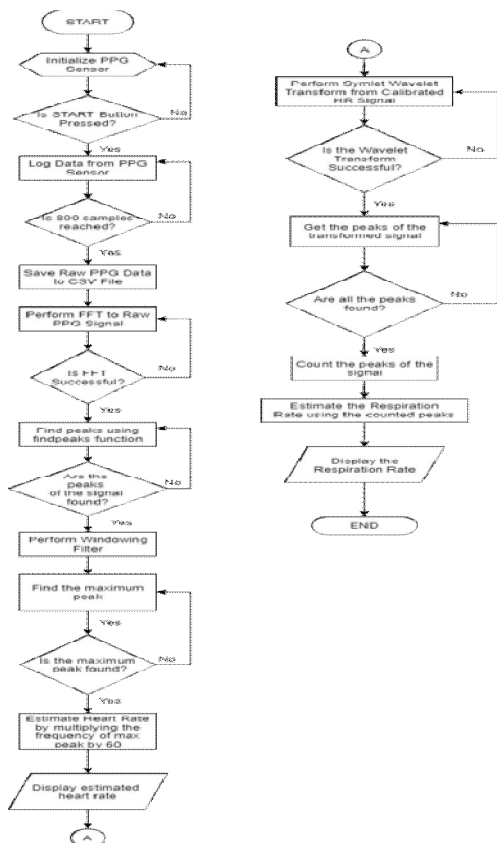 START
Initialize PPG
Sensor
Is START Button
Pressed?
No
Yes
Log Data from PPG
Sensor
Is 800 samples
reached?
No
Yes
Save Raw PPG Data
to CSV File
Perform FFT to Raw
PPG Signal
Is FFT
Successful?
No
Yes
Find peaks using
findpeaks function
Are the
peaks
of the signal
found?
No
Yes
Perform Windowing
Filter
Find the maximum
peak
Yes
Is the maximum
peak found?
No
Yes
Estimate Heart Rate
by multiplying the
frequency of max
peak by 60
Display estimated
heart rate
A
A
Perform Symlet Wavelet
Transform from Calibrated
HR Signal
Is the Wavelet
Transform
Successful?
No
Yes
Get the peaks of the
transformed signal
Are all the peaks
found?
No
Yes
Count the peaks of the
signal
Estimate the Respiration
Rate using the counted peaks
Display the
Respiration Rate
END